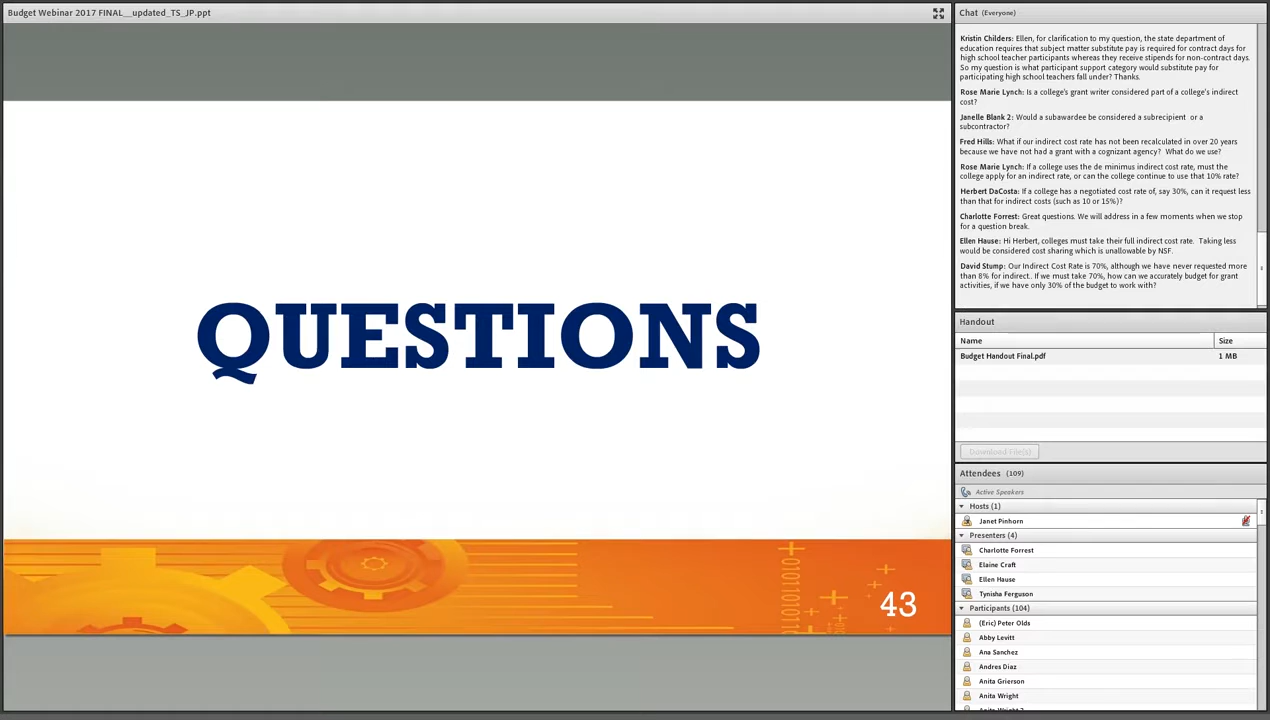 Budget Webinar 2017 FINAL__updated_TS_JP.ppt
QUESTIONS
43
Chat (Everyone)
Kristin Childers: Ellen, for clarification to my question, the state department of
education requires that subject matter substitute pay is required for contract days for
high school teacher participants whereas they receive stipends for non-contract days.
So my question is what participant support category would substitute pay for
participating high school teachers fall under? Thanks.
Rose Marie Lynch: Is a college's grant writer considered part of a college's indirect
cost?
Janelle Blank 2: Would a subawardee be considered a subrecipient or a
subcontractor?
Fred Hills: What if our indirect cost rate has not been recalculated in over 20 years
because we have not had a grant with a cognizant agency? What do we use?
Rose Marie Lynch: If a college uses the de minimus indirect cost rate, must the
college apply for an indirect rate, or can the college continue to use that 10% rate?
Herbert DaCosta: If a college has a negotiated cost rate of, say 30%, can it request less
than that for indirect costs (such as 10 or 15%)?
Charlotte Forrest: Great questions. We will address in a few moments when we stop
for a question break.
Ellen Hause: Hi Herbert, colleges must take their full indirect cost rate. Taking less
would be considered cost sharing which is unallowable by NSF.
David Stump: Our Indirect Cost Rate is 70%, although we have never requested more
than 8% for indirect.. If we must take 70%, how can we accurately budget for grant
activities, if we have only 30% of the budget to work with?
Handout
Name Size
Budget Handout Final.pdf 1 MB
Download File(s)
Attendees (109)
Active Speakers
Hosts (1)
Janet Pinhorn
Presenters (4)
Charlotte Forrest
Elaine Craft
Ellen Hause
Tynisha Ferguson
Participants (104)
(Eric) Peter Olds
Abby Levitt
Ana Sanchez
Andres Diaz
Anita Grierson
Anita Wright
Anita Wright 2